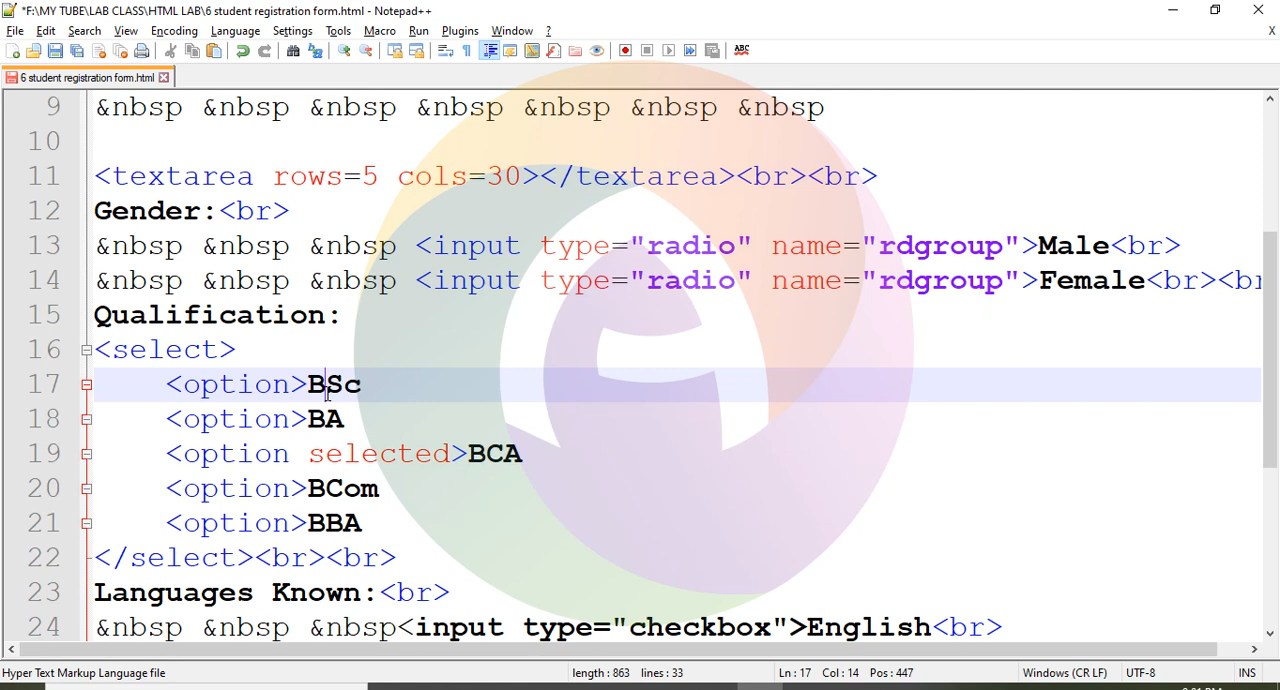 *F:\MY TUBE\LAB CLASS\HTML LAB\6 student registration form.html - Notepad++
File Edit Search View Encoding Language Settings Tools Macro Run Plugins Window ? X
ABC
6 student registration form.html
9 &nbsp &nbsp &nbsp &nbsp &nbsp &nbsp &nbsp
10
11 <textarea rows=5 cols=30></textarea><br><br>
12 Gender:<br>
13 &nbsp &nbsp &nbsp <input type="radio" name="rdgroup">Male<br>
14 &nbsp &nbsp &nbsp <input type="radio" name="rdgroup">Female<br><br
15 Qualification:
16 <select>
17 <option>BSc
18 <option>BA
19 <option selected>BCA
20 <option>BCom
21 <option>BBA
22 </select><br><br>
23 Languages Known:<br>
24 &nbsp &nbsp &nbsp<input type="checkbox">English<br>
Hyper Text Markup Language file length : 863 lines : 33 Ln : 17 Col : 14 Pos : 447 Windows (CR LF) UTF-8 INS